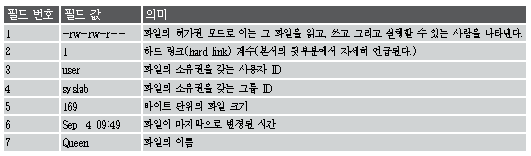 필드 번호 필드 값 의미
1 -rw-rw-r-- 파일의 허가권 모드로 이는 그 파일을 읽고, 쓰고 그리고 실행할 수 있는 사람을 나타낸다.
2 1 하드 링크(hard link) 계수(본서의 뒷부분에서 자세히 언급된다.)
3 user 파일의 소유권을 갖는 사용자 ID
4 syslab 파일의 소유권을 갖는 그룹 ID
5 169 바이트 단위의 파일 크기
6 Sep 4 09:49 파일이 마지막으로 변경된 시간
7 Queen 파일의 이름